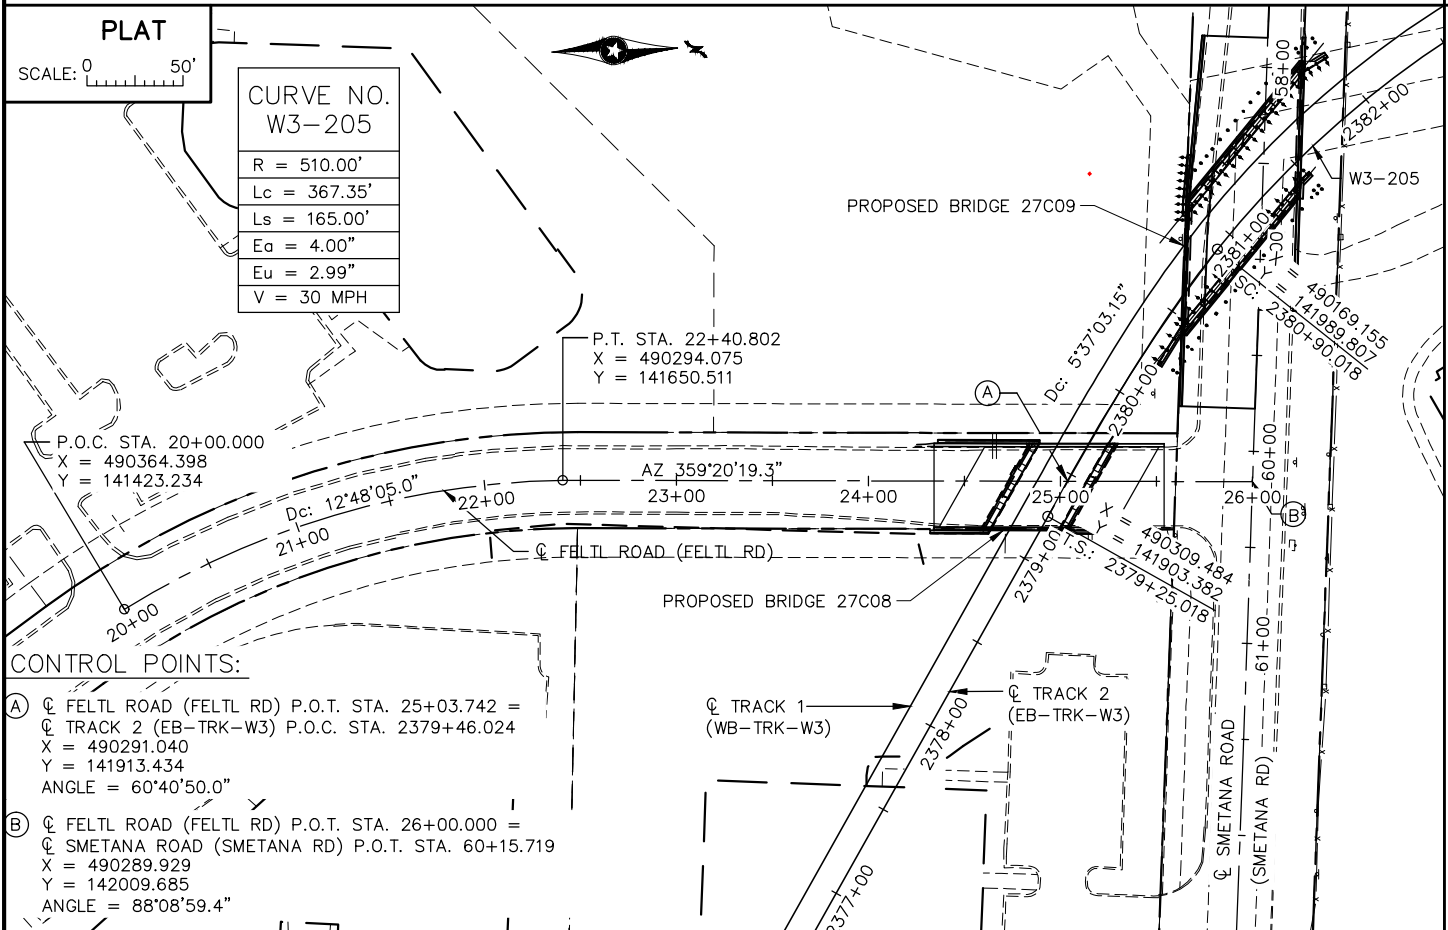 PLAT
SCALE: 0 50'
CURVE NO.
W3-205
R = 510.00'
Lc = 367.35'
Ls = 165.00'
Ea = 4.00"
Eu = 2.99"
V = 30 MPH
58+00
2382+00
W3-205
PROPOSED BRIDGE 27C09
2381+00
X = 490169.155
Y = 141989.807
SC: 2380+90.018
Dc: 5°37'03.15"
2380+00
P.T. STA. 22+40.802
X = 490294.075
Y = 141650.511
A
P.O.C. STA. 20+00.000
X = 490364.398
Y = 141423.234
AZ 359°20'19.3"
Dc: 12°48'05.0"
20+00
21+00
22+00
23+00
24+00
25+00
26+00
60+00
B
℄ FELTL ROAD (FELTL RD)
X = 490309.484
Y = 141903.382
T.S.: 2379+25.018
2379+00
PROPOSED BRIDGE 27C08
61+00
CONTROL POINTS:
A ℄ FELTL ROAD (FELTL RD) P.O.T. STA. 25+03.742 =
℄ TRACK 2 (EB-TRK-W3) P.O.C. STA. 2379+46.024
X = 490291.040
Y = 141913.434
ANGLE = 60°40'50.0"
B ℄ FELTL ROAD (FELTL RD) P.O.T. STA. 26+00.000 =
℄ SMETANA ROAD (SMETANA RD) P.O.T. STA. 60+15.719
X = 490289.929
Y = 142009.685
ANGLE = 88°08'59.4"
℄ TRACK 1
(WB-TRK-W3)
℄ TRACK 2
(EB-TRK-W3)
2378+00
2377+00
℄ SMETANA ROAD
(SMETANA RD)